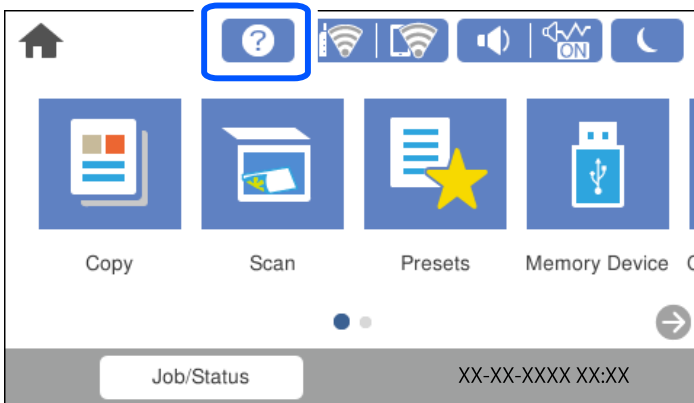 ?
ON
Copy
Scan
Presets
Memory Device
Job/Status
XX-XX-XXXX XX:XX